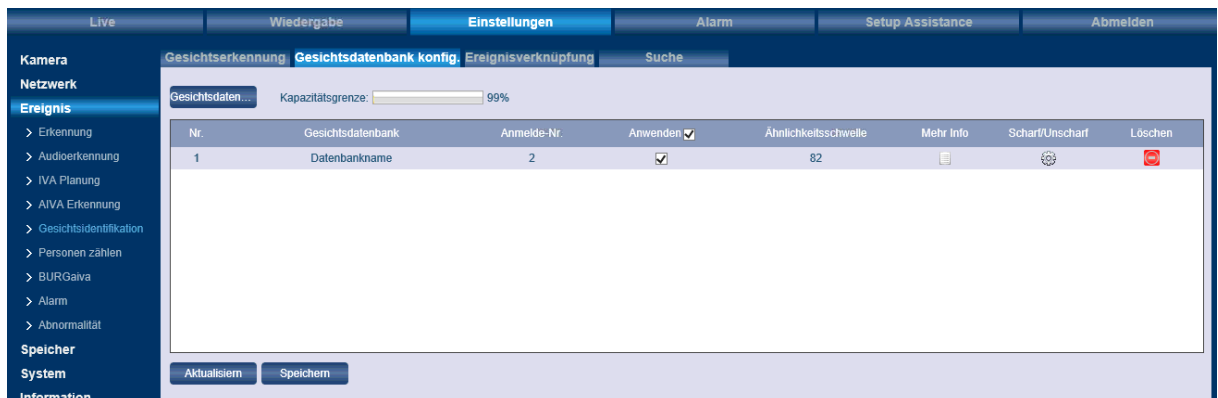 Live Wiedergabe Einstellungen Alarm Setup Assistance Abmelden
Kamera
Netzwerk
Ereignis
Erkennung
Audioerkennung
IVA Planung
AIVA Erkennung
Gesichtsidentifikation
Personen zählen
BURGaiva
Alarm
Abnormalität
Speicher
System
Information
Gesichtserkennung Gesichtsdatenbank konfig. Ereignisverknüpfung Suche
Gesichtsdaten... Kapazitätsgrenze: 99%
Nr. Gesichtsdatenbank Anmelde-Nr. Anwenden Ähnlichkeitsschwelle Mehr Info Scharf/Unscharf Löschen
1 Datenbankname 2 82
Aktualisiern Speichern